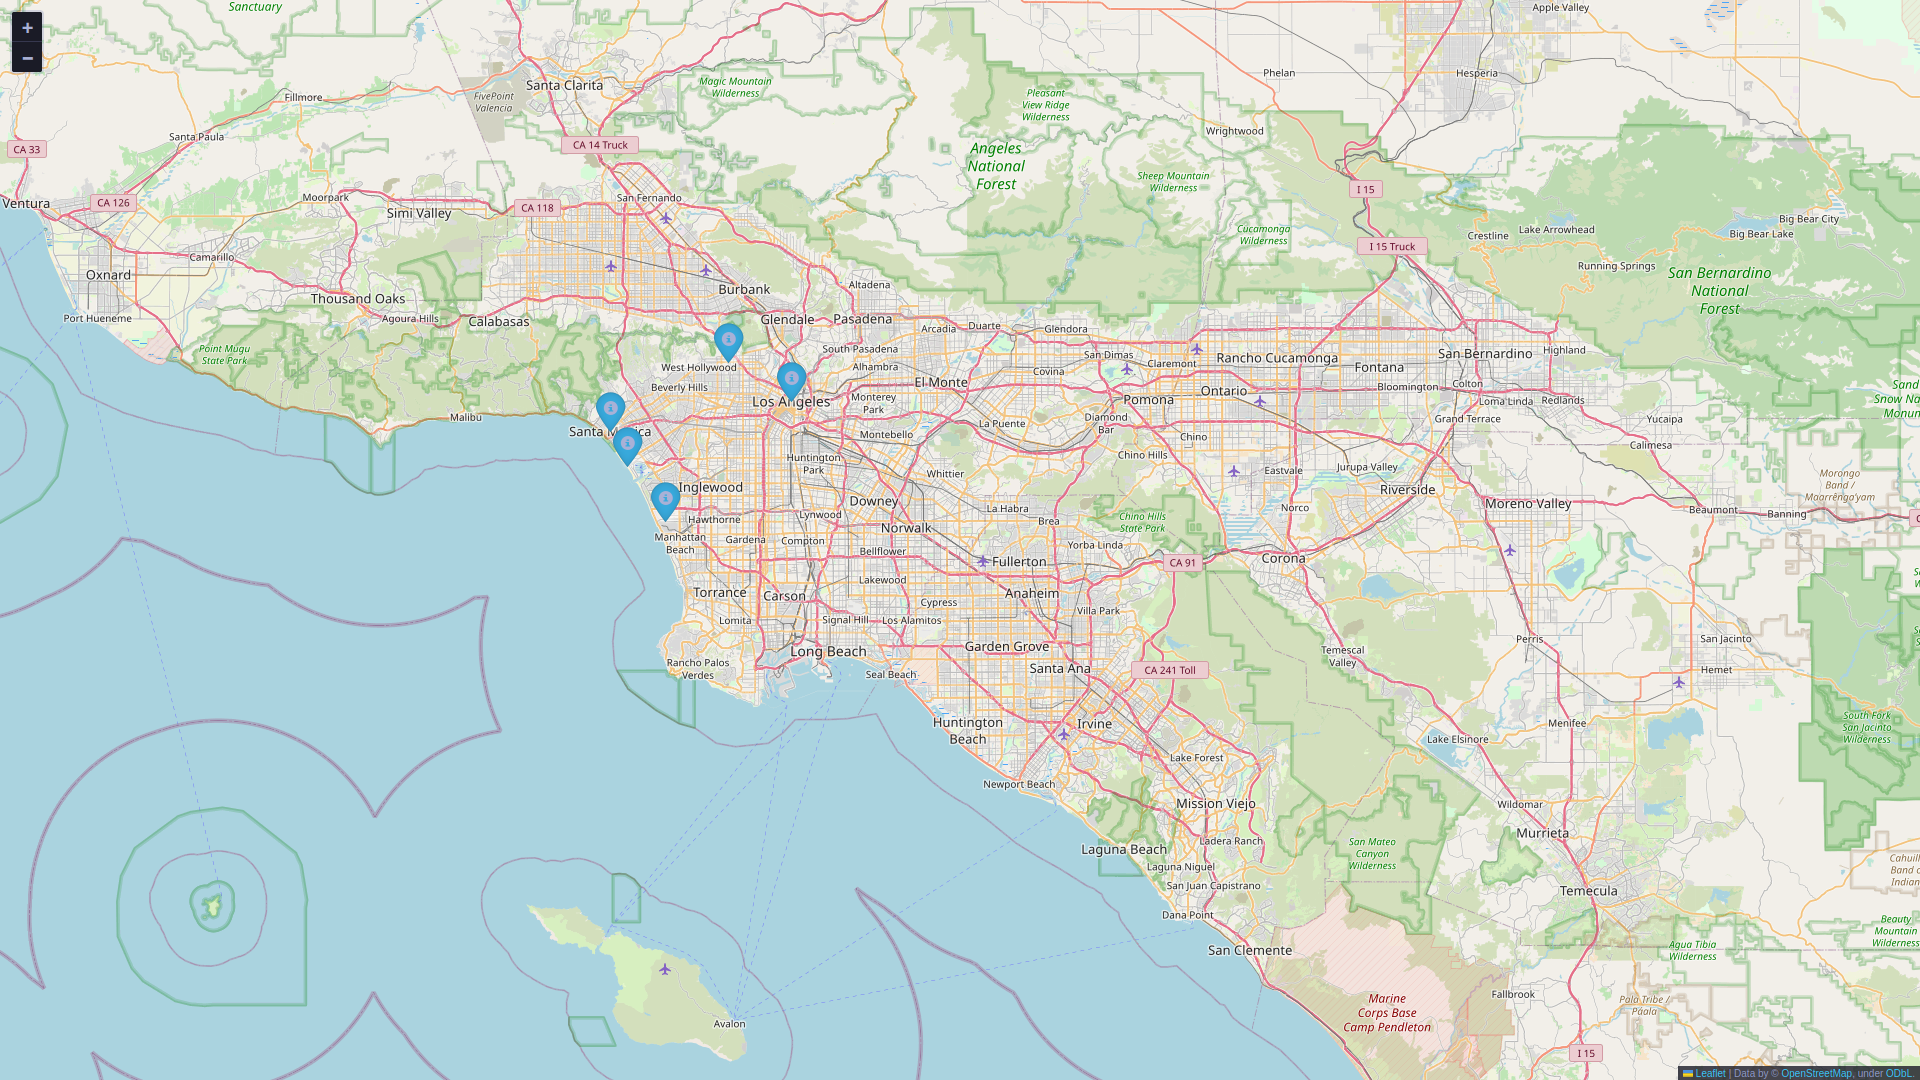 Sanctuary
Apple Valley
+
−
Santa Clarita
Magic Mountain
Wilderness
Phelan
Hesperia
FivePoint
Valencia
Fillmore
Pleasant
View Ridge
Wilderness
Wrightwood
Santa Paula
CA 33
CA 14 Truck
Angeles
National
Forest
Sheep Mountain
Wilderness
I 15
Ventura
CA 126
Moorpark
Simi Valley
CA 118
San Fernando
Cucamonga
Wilderness
I 15 Truck
Crestline
Lake Arrowhead
Big Bear City
Big Bear Lake
Running Springs
San Bernardino
National
Forest
Camarillo
Oxnard
Thousand Oaks
Port Hueneme
Agoura Hills
Calabasas
Burbank
Altadena
Glendale
Pasadena
Arcadia
Duarte
Glendora
Point Mugu
State Park
South Pasadena
San Dimas
Claremont
Rancho Cucamonga
San Bernardino
Highland
West Hollywood
Alhambra
Covina
Fontana
Beverly Hills
El Monte
Ontario
Bloomington
Colton
Loma Linda
Redlands
Los Angeles
Monterey
Park
Pomona
Malibu
Santa M
ica
Montebello
La Puente
Diamond
Bar
Chino
Grand Terrace
Yucaipa
Calimesa
Huntington
Park
Whittier
Chino Hills
Eastvale
Jurupa Valley
Morongo
Band /
Maarrênga'yam
Inglewood
Downey
Riverside
Moreno Valley
Beaumont
Banning
Hawthorne
Lynwood
La Habra
Brea
Chino Hills
State Park
Norco
Manhattan
Beach
Gardena
Compton
Norwalk
Bellflower
Yorba Linda
Fullerton
CA 91
Corona
Torrance
Carson
Lakewood
Cypress
Anaheim
Villa Park
Lomita
Signal Hill
Los Alamitos
Long Beach
Garden Grove
Rancho Palos
Verdes
Seal Beach
Santa Ana
CA 241 Toll
Temescal
Valley
Perris
San Jacinto
Hemet
Huntington
Beach
Irvine
Lake Forest
Lake Elsinore
Menifee
South Fork
San Jacinto
Wilderness
Newport Beach
Mission Viejo
Wildomar
Murrieta
Laguna Beach
Ladera Ranch
Laguna Niguel
San Juan Capistrano
San Mateo
Canyon
Wilderness
Temecula
Dana Point
San Clemente
Agua Tibia
Wilderness
Beauty
Mountain
Wilderness
Marine
Corps Base
Camp Pendleton
Fallbrook
Pala Tribe /
Páala
Avalon
I 15
Leaflet | Data by © OpenStreetMap, under ODbL.